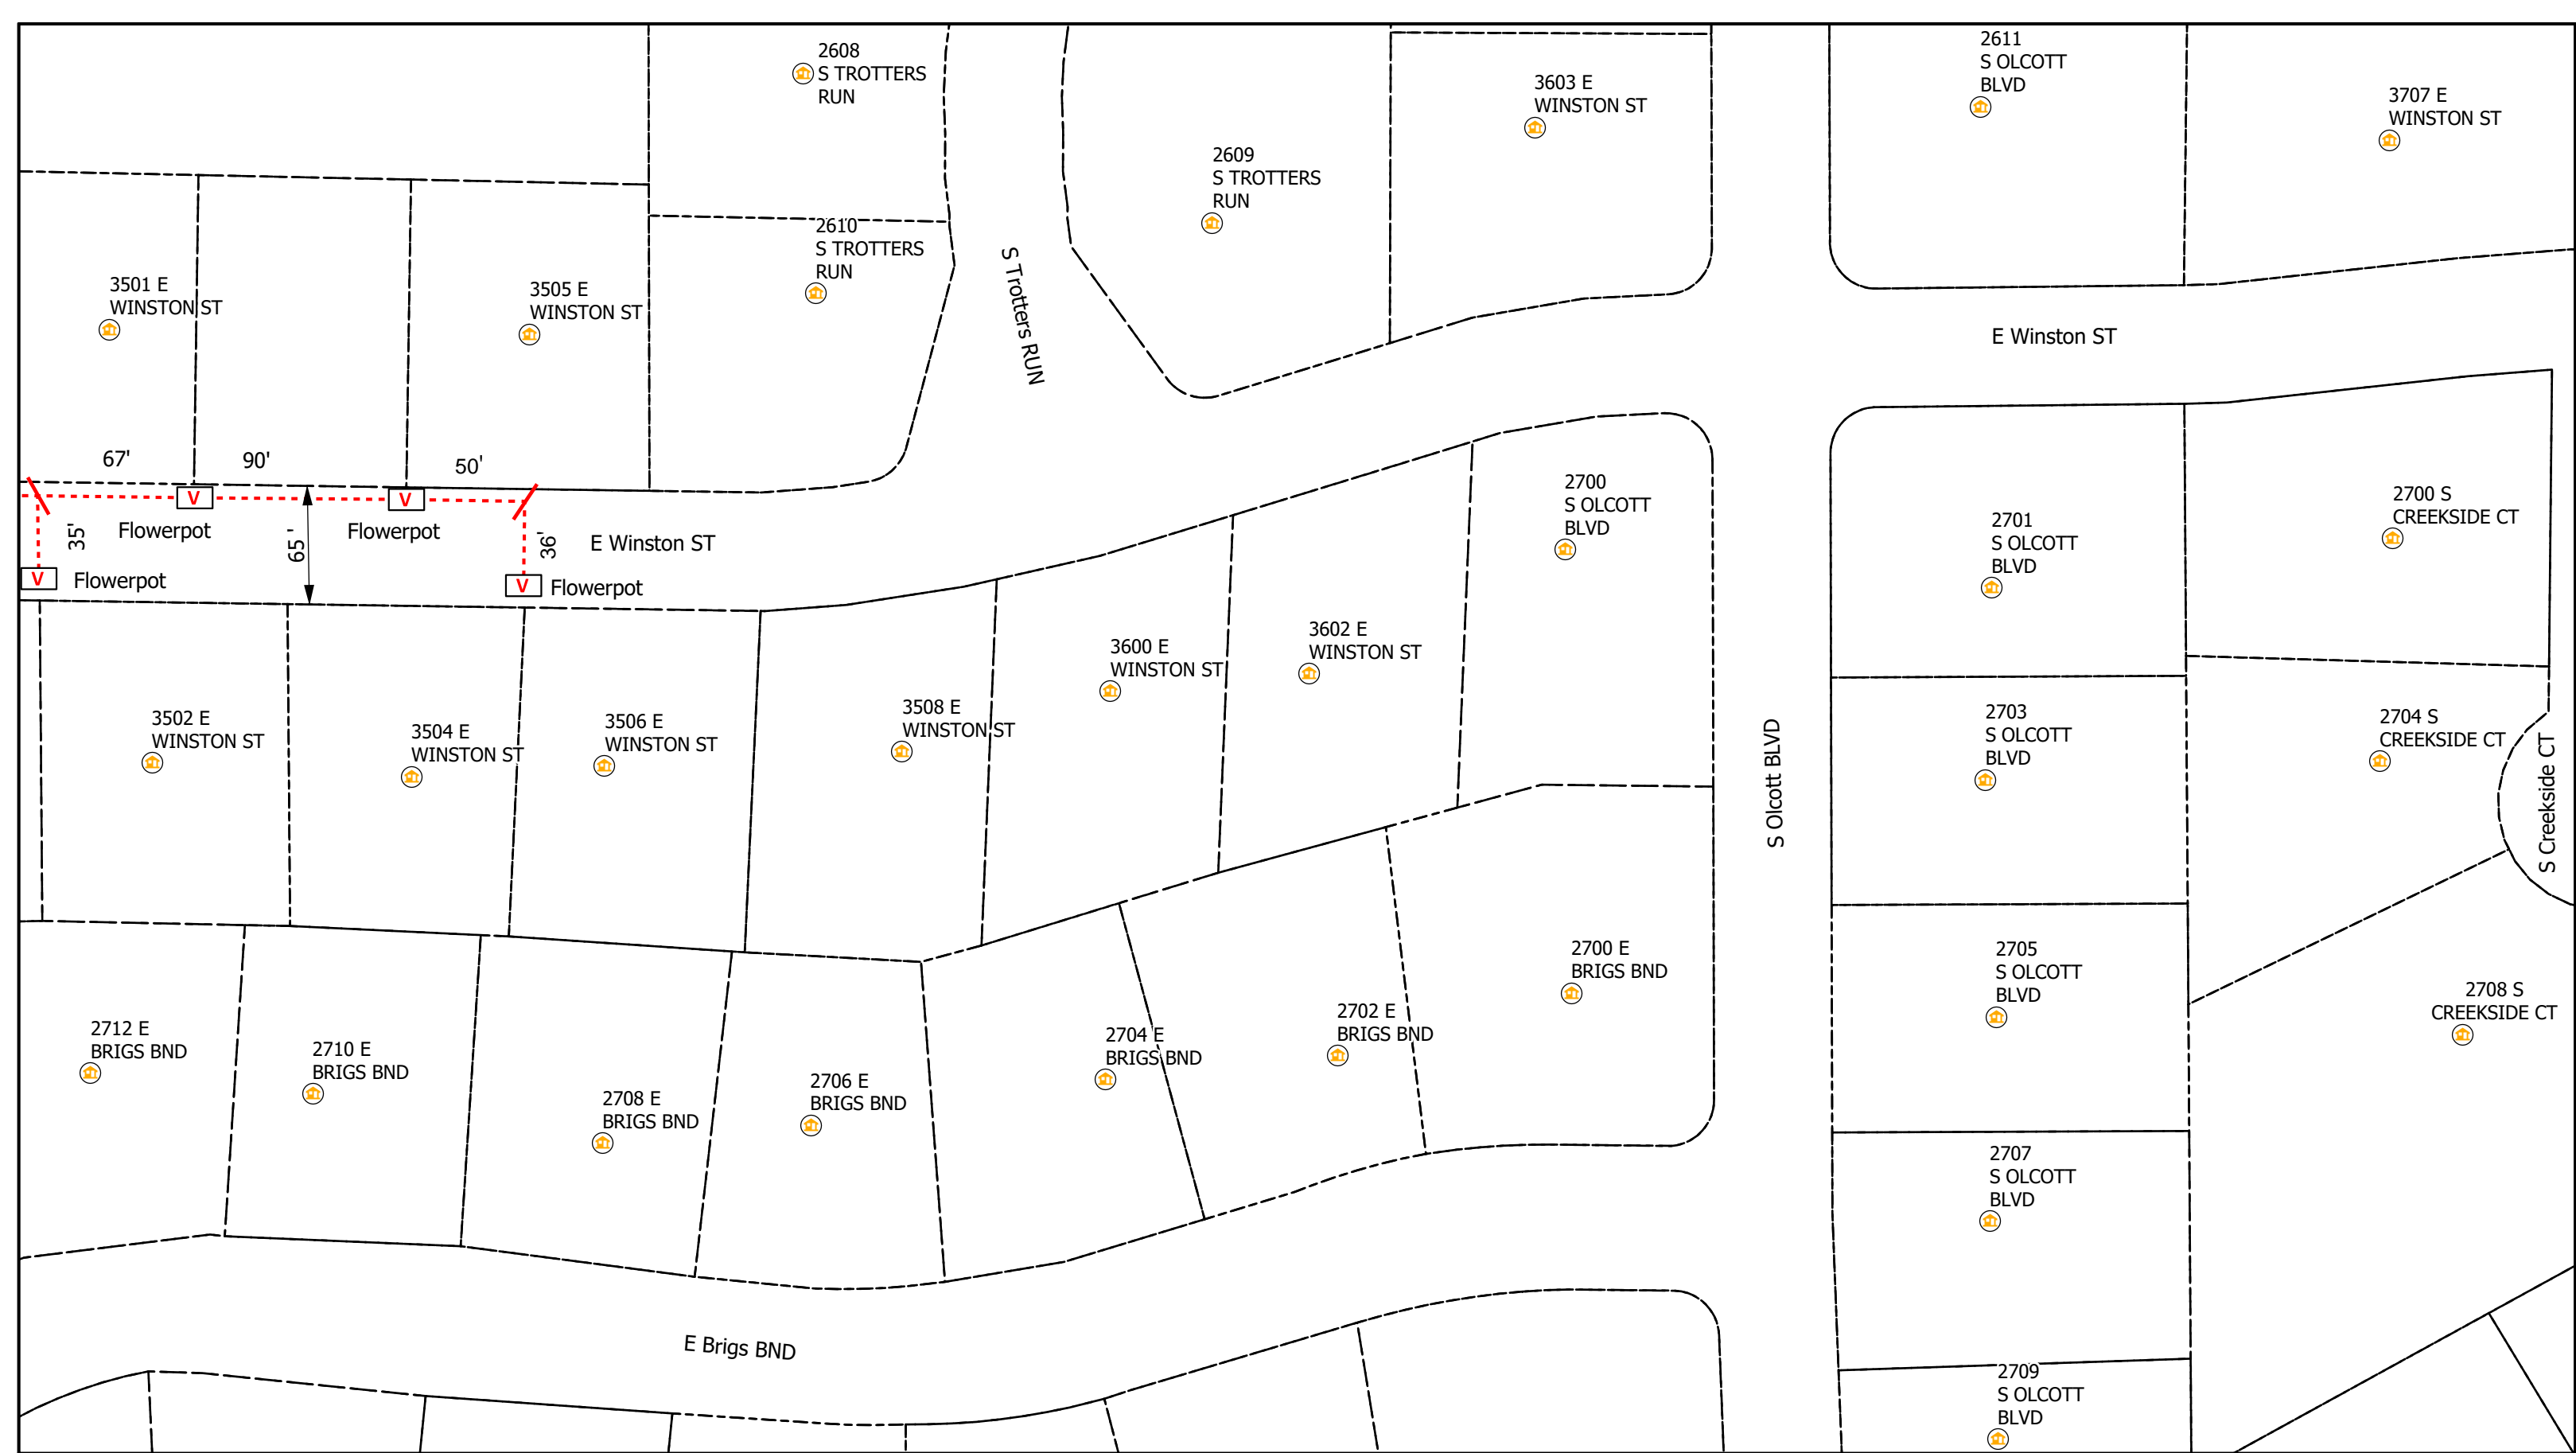 2608
S TROTTERS
RUN
2611
S OLCOTT
BLVD
3603 E
WINSTON ST
3707 E
WINSTON ST
2609
S TROTTERS
RUN
2610
S TROTTERS
RUN
3501 E
WINSTON ST
3505 E
WINSTON ST
S Trotters RUN
E Winston ST
67'
90'
50'
V
V
35'
Flowerpot
65 '
Flowerpot
36'
E Winston ST
V
Flowerpot
V
Flowerpot
2700
S OLCOTT
BLVD
2701
S OLCOTT
BLVD
2700 S
CREEKSIDE CT
3602 E
WINSTON ST
3600 E
WINSTON ST
3508 E
WINSTON ST
3502 E
WINSTON ST
3504 E
WINSTON ST
3506 E
WINSTON ST
S Olcott BLVD
2703
S OLCOTT
BLVD
2704 S
CREEKSIDE CT
S Creekside CT
2705
S OLCOTT
BLVD
2700 E
BRIGS BND
2708 S
CREEKSIDE CT
2702 E
BRIGS BND
2704 E
BRIGS BND
2712 E
BRIGS BND
2710 E
BRIGS BND
2708 E
BRIGS BND
2706 E
BRIGS BND
2707
S OLCOTT
BLVD
E Brigs BND
2709
S OLCOTT
BLVD